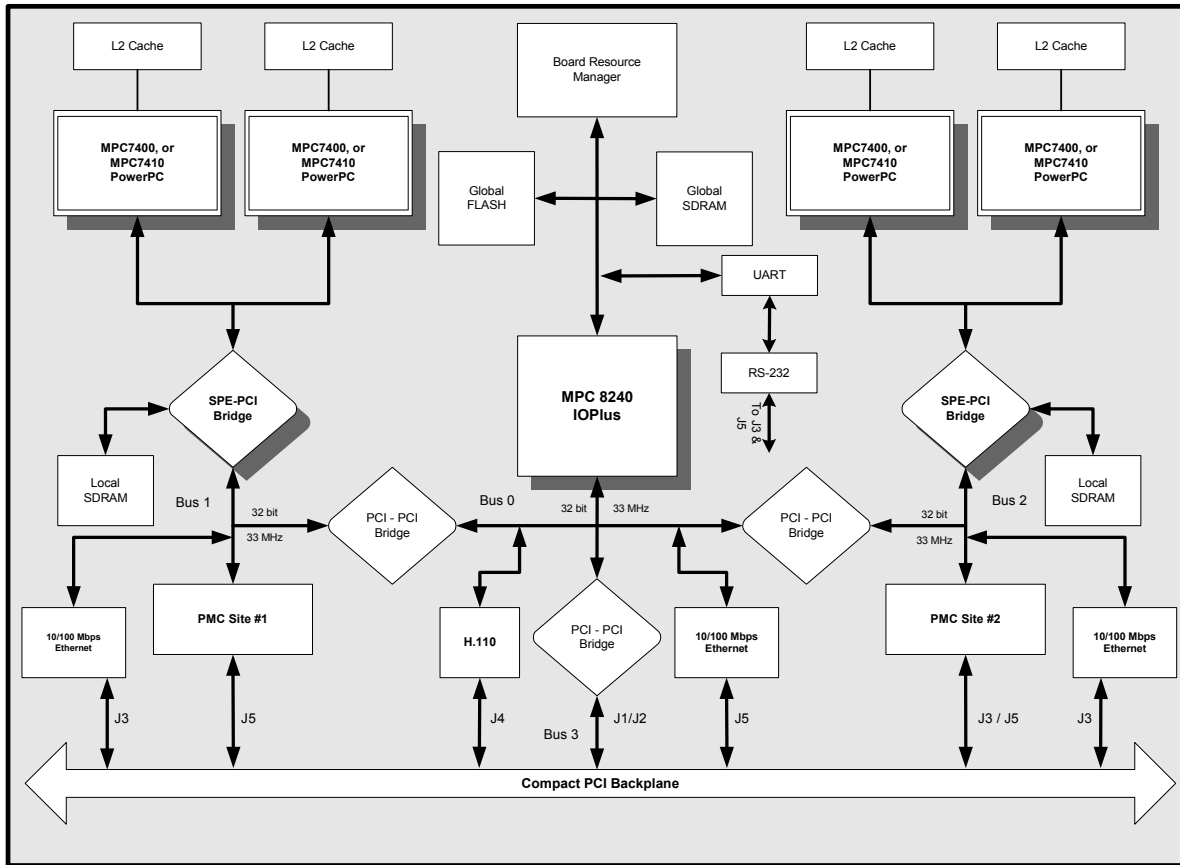 L2 Cache
L2 Cache
Board Resource
Manager
L2 Cache
L2 Cache
MPC7400, or
MPC7410
PowerPC
MPC7400, or
MPC7410
PowerPC
MPC7400, or
MPC7410
PowerPC
MPC7400, or
MPC7410
PowerPC
Global
FLASH
Global
SDRAM
UART
RS-232
To J3 &
J5
MPC 8240
IOPlus
SPE-PCI
Bridge
SPE-PCI
Bridge
Local
SDRAM
Local
SDRAM
Bus 1
32 bit
33 MHz
PCI - PCI
Bridge
Bus 0
32 bit
33 MHz
PCI - PCI
Bridge
Bus 2
32 bit
33 MHz
10/100 Mbps
Ethernet
PMC Site #1
H.110
PCI - PCI
Bridge
10/100 Mbps
Ethernet
PMC Site #2
10/100 Mbps
Ethernet
J3
J5
J4
Bus 3
J1/J2
J5
J3 / J5
J3
Compact PCI Backplane